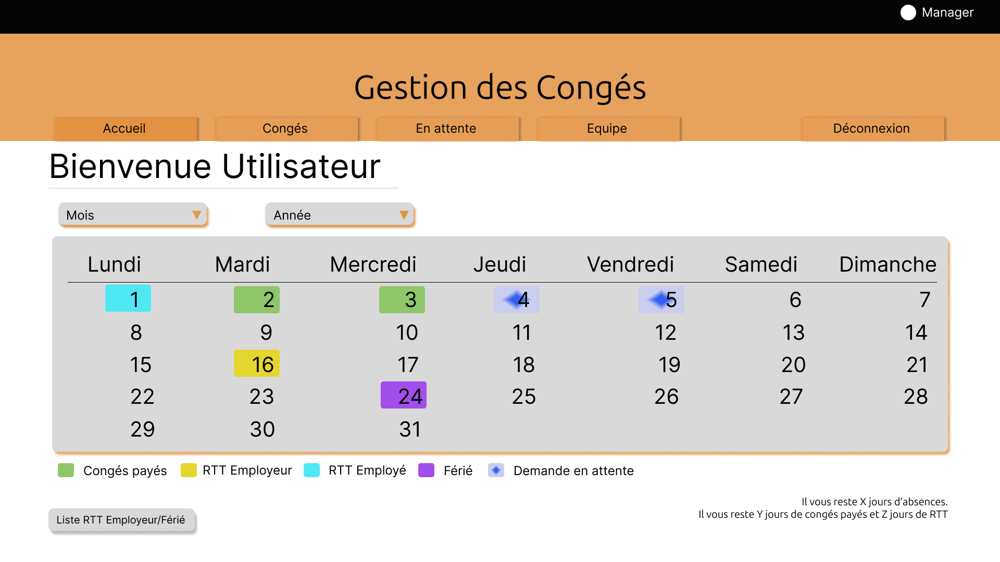 Manager
Gestion des Congés
Accueil Congés En attente Equipe Déconnexion
Bienvenue Utilisateur
Mois Année
Lundi Mardi Mercredi Jeudi Vendredi Samedi Dimanche
1 2 3 4 5 6 7
8 9 10 11 12 13 14
15 16 17 18 19 20 21
22 23 24 25 26 27 28
29 30 31
Congés payés RTT Employeur RTT Employé Férié Demande en attente
Il vous reste X jours d’absences.
Il vous reste Y jours de congés payés et Z jours de RTT
Liste RTT Employeur/Férié